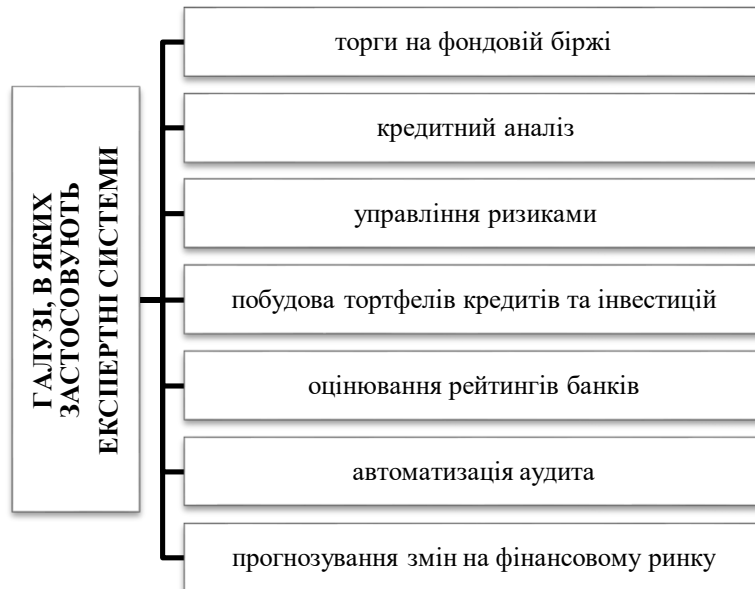 ГАЛУЗІ, В ЯКИХ
ЗАСТОСОВУЮТЬ
ЕКСПЕРТНІ СИСТЕМИ
торги на фондовій біржі
кредитний аналіз
управління ризиками
побудова тортфелів кредитів та інвестицій
оцінювання рейтингів банків
автоматизація аудита
прогнозування змін на фінансовому ринку